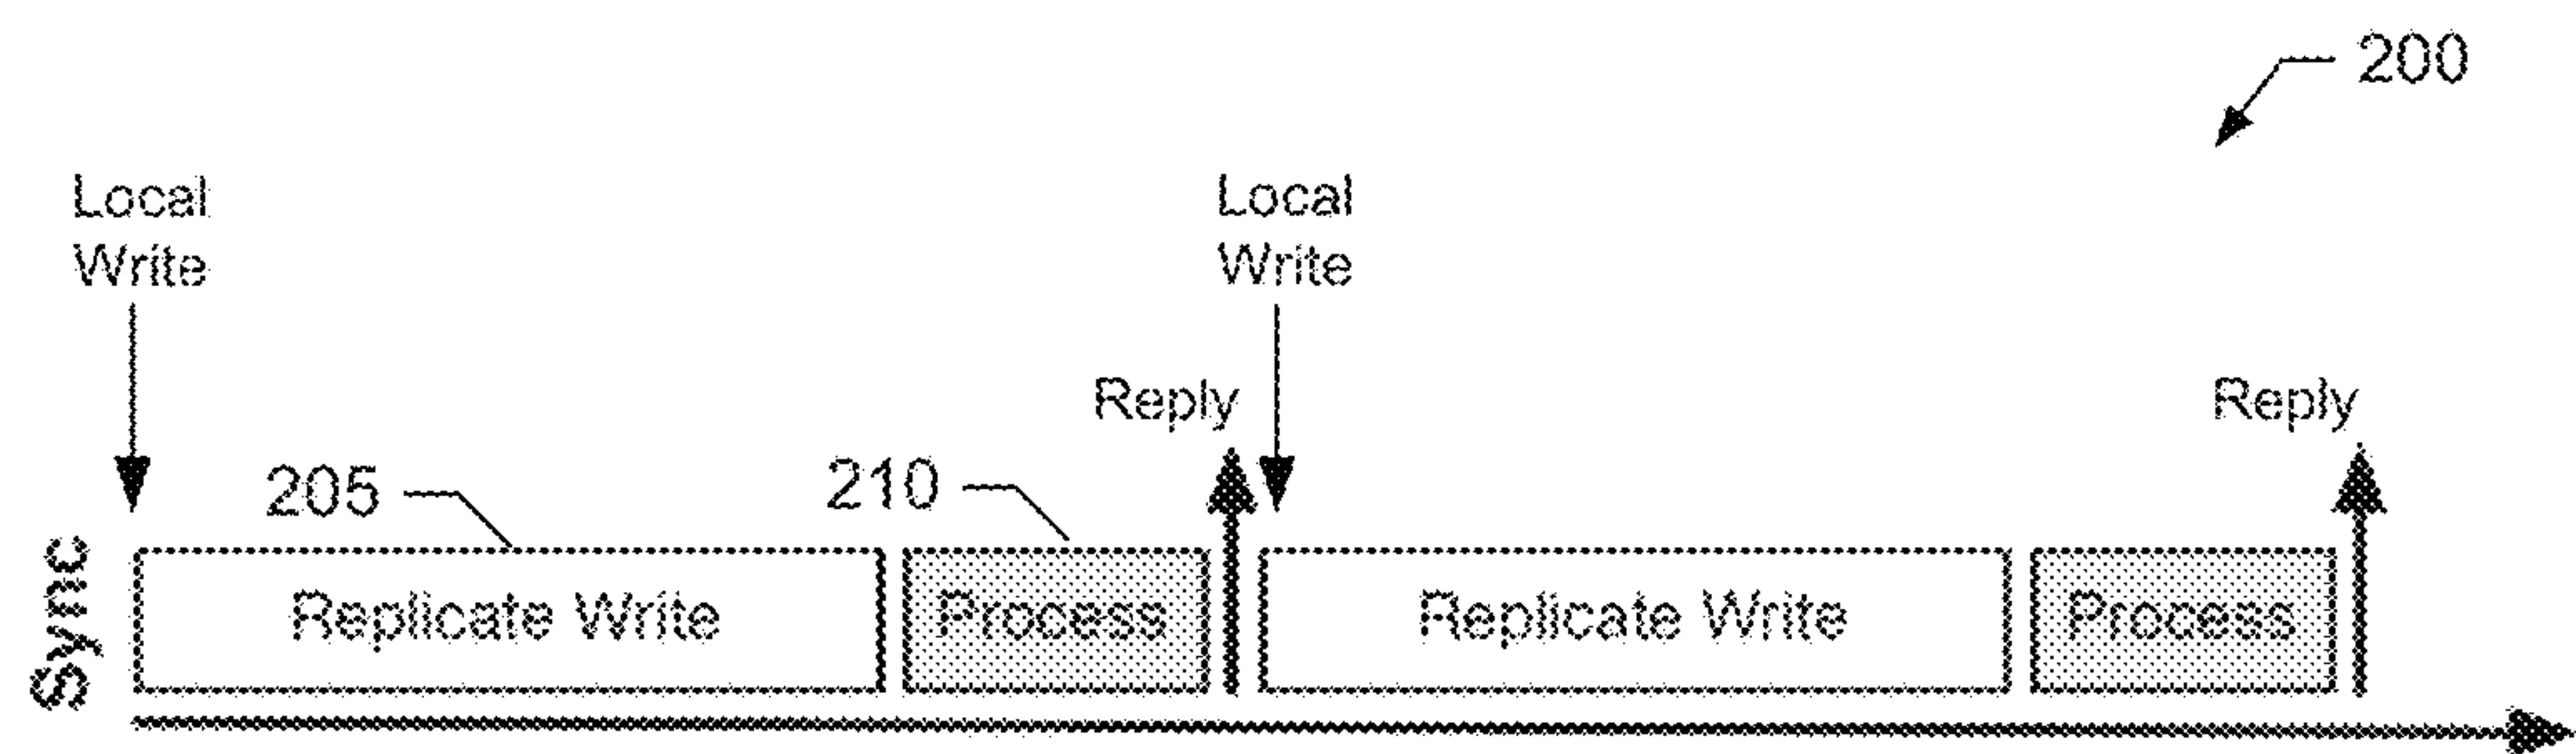 200
Local
Write
Local
Write
Reply
Reply
205
210
Sync
Replicate Write
Process
Replicate Write
Process